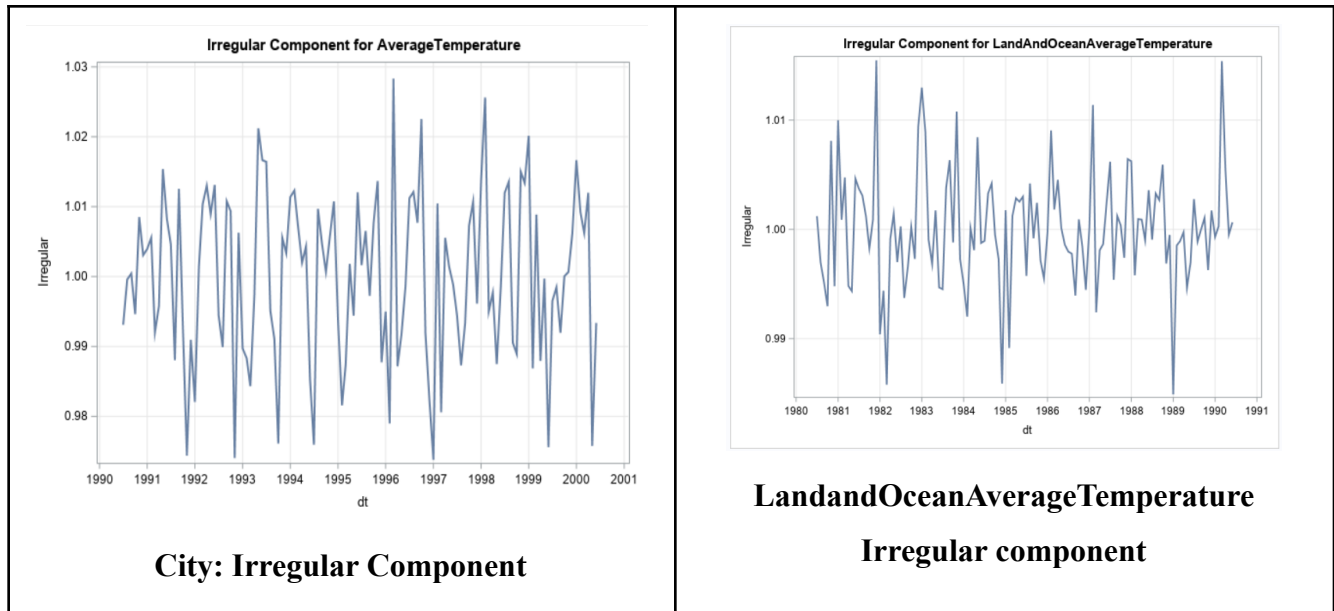 Irregular Component for AverageTemperature
1.03
1.02
1.01
1.00
0.99
0.98
Irregular
1990 1991 1992 1993 1994 1995 1996 1997 1998 1999 2000 2001
dt
City: Irregular Component
Irregular Component for LandAndOceanAverageTemperature
1.01
1.00
0.99
Irregular
1980 1981 1982 1983 1984 1985 1986 1987 1988 1989 1990 1991
dt
LandandOceanAverageTemperature
Irregular component